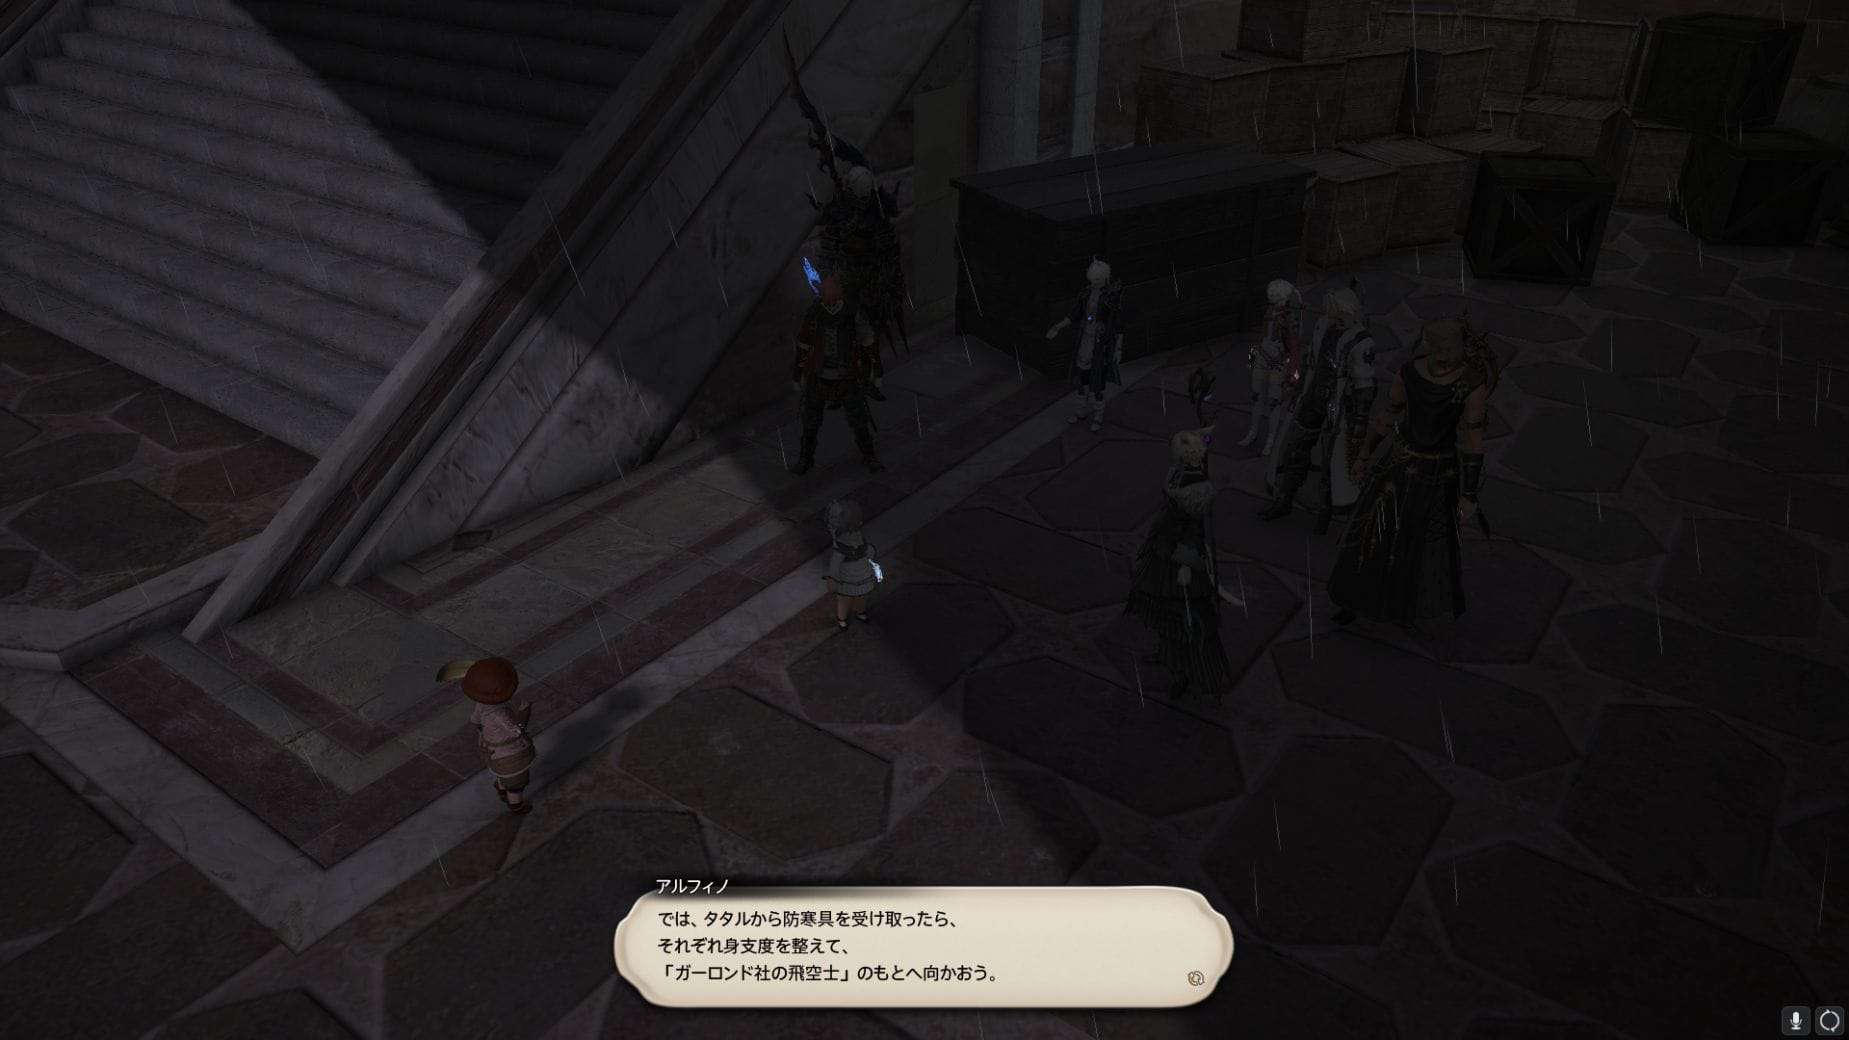 アルフィノ
では、タタルから防寒具を受け取ったら、
それぞれ身支度を整えて、
「ガーロンド社の飛空士」のもとへ向かおう。